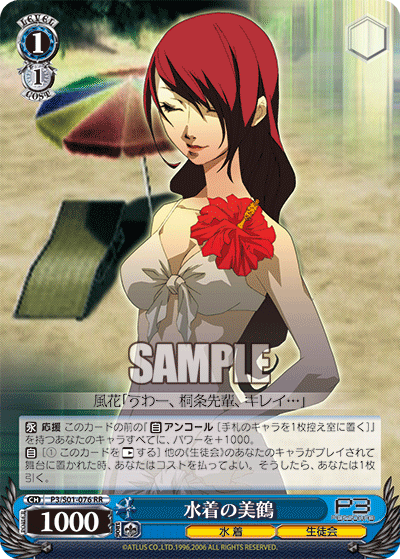 LEVEL
1
1
COST
SAMPLE
風花「うわー、桐条先輩、キレイ…」
永 応援 このカードの前の「自アンコール [手札のキャラを1枚控え室に置く]」
を持つあなたのキャラすべてに、パワーを+1000。
自 [① このカードをレストする] 他の《生徒会》のあなたのキャラがプレイされて
舞台に置かれた時、あなたはコストを払ってよい。そうしたら、あなたは1枚
引く。
CH P3/S01-076 RR
1000
水着の美鶴
水着
生徒会
P3
©ATLUS CO.,LTD.1996,2006 ALL RIGHTS RESERVED.